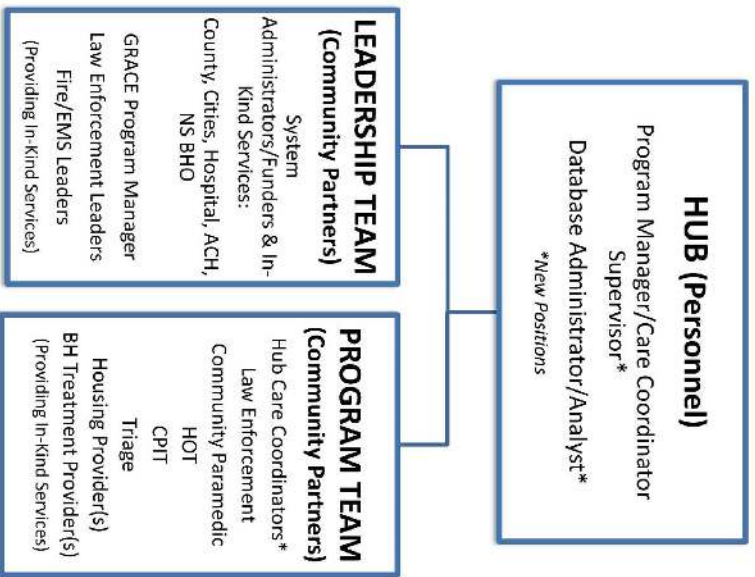 HUB (Personnel)
Program Manager/Care Coordinator
Supervisor*
Database Administrator/Analyst*
*New Positions
LEADERSHIP TEAM
(Community Partners)
System
Administrators/Funders & In-
Kind Services:
County, Cities, Hospital, ACH,
NS BHO
GRACE Program Manager
Law Enforcement Leaders
Fire/EMS Leaders
(Providing In-Kind Services)
PROGRAM TEAM
(Community Partners)
Hub Care Coordinators*
Law Enforcement
Community Paramedic
HOT
CPIT
Triage
Housing Provider(s)
BH Treatment Provider(s)
(Providing In-Kind Services)